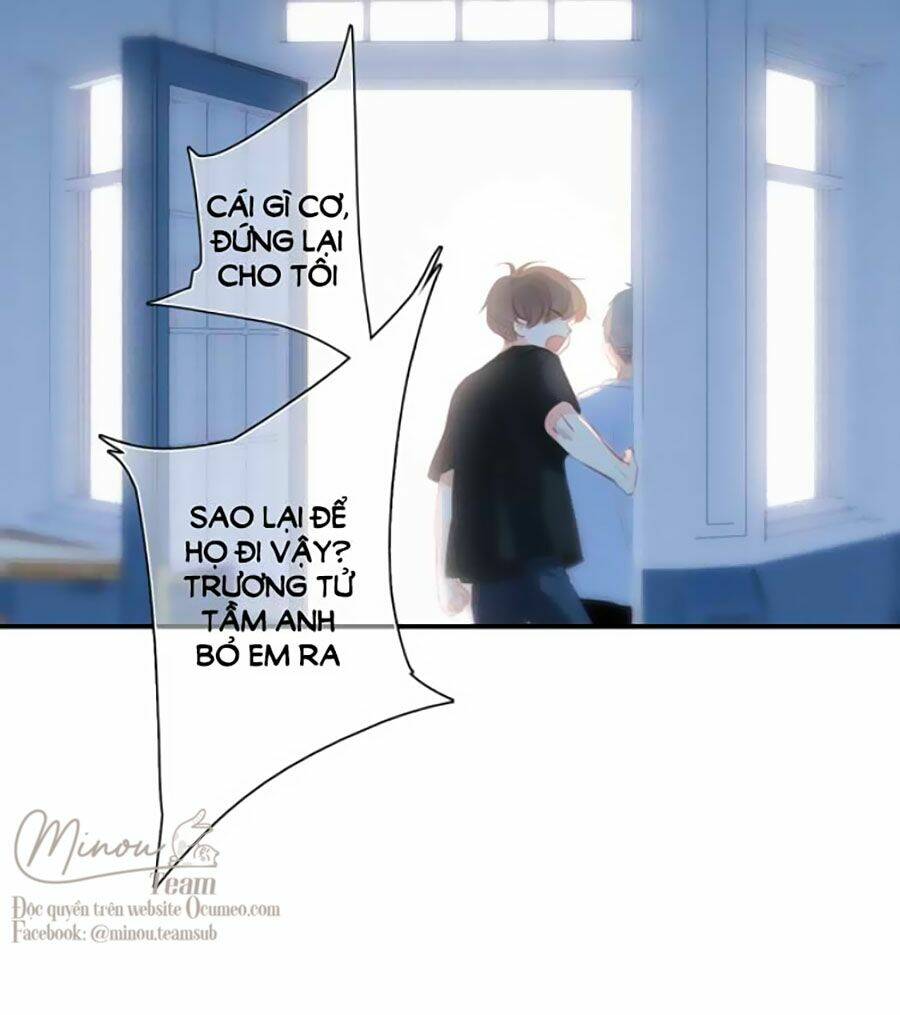 CÁI GÌ CƠ,
ĐỨNG LẠI
CHO TÔI
SAO LẠI ĐỂ
HỌ ĐI VẬY?
TRƯƠNG TỬ
TẦM ANH
BỎ EM RA
Minou
Team
Độc quyền trên website Ocumeo.com
Facebook: @minou.teamsub